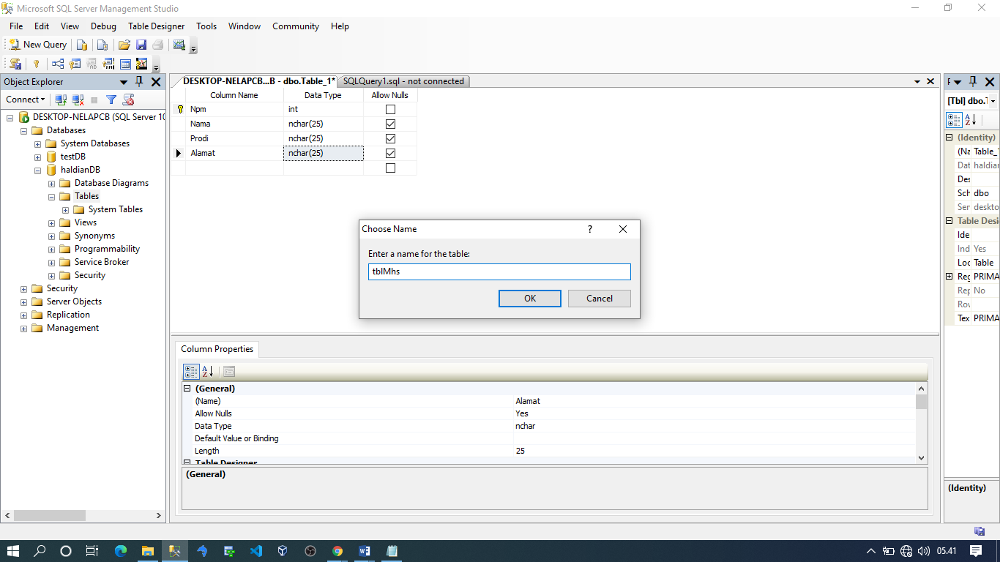 Microsoft SQL Server Management Studio
File Edit View Debug Table Designer Tools Window Community Help
New Query
Object Explorer
Connect
DESKTOP-NELAPCB (SQL Server 10
Databases
System Databases
testDB
haldianDB
Database Diagrams
Tables
System Tables
Views
Synonyms
Programmability
Service Broker
Security
Security
Server Objects
Replication
Management
DESKTOP-NELAPCB...B - dbo.Table_1* SQLQuery1.sql - not connected
Column Name Data Type Allow Nulls
Npm int
Nama nchar(25)
Prodi nchar(25)
Alamat nchar(25)
Choose Name ?
Enter a name for the table:
tblMhs
OK Cancel
Column Properties
(General)
(Name) Alamat
Allow Nulls Yes
Data Type nchar
Default Value or Binding
Length 25
Table Designer
(General)
[Tbl] dbo.T
(Identity)
(Na Table_1
Dat haldian
Des
Sch dbo
Ser deskto
Table Desi
Ide
Ind Yes
Loc Table
Reg PRIMA
Rep No
Rov
Tex PRIMA
(Identity)
05.41